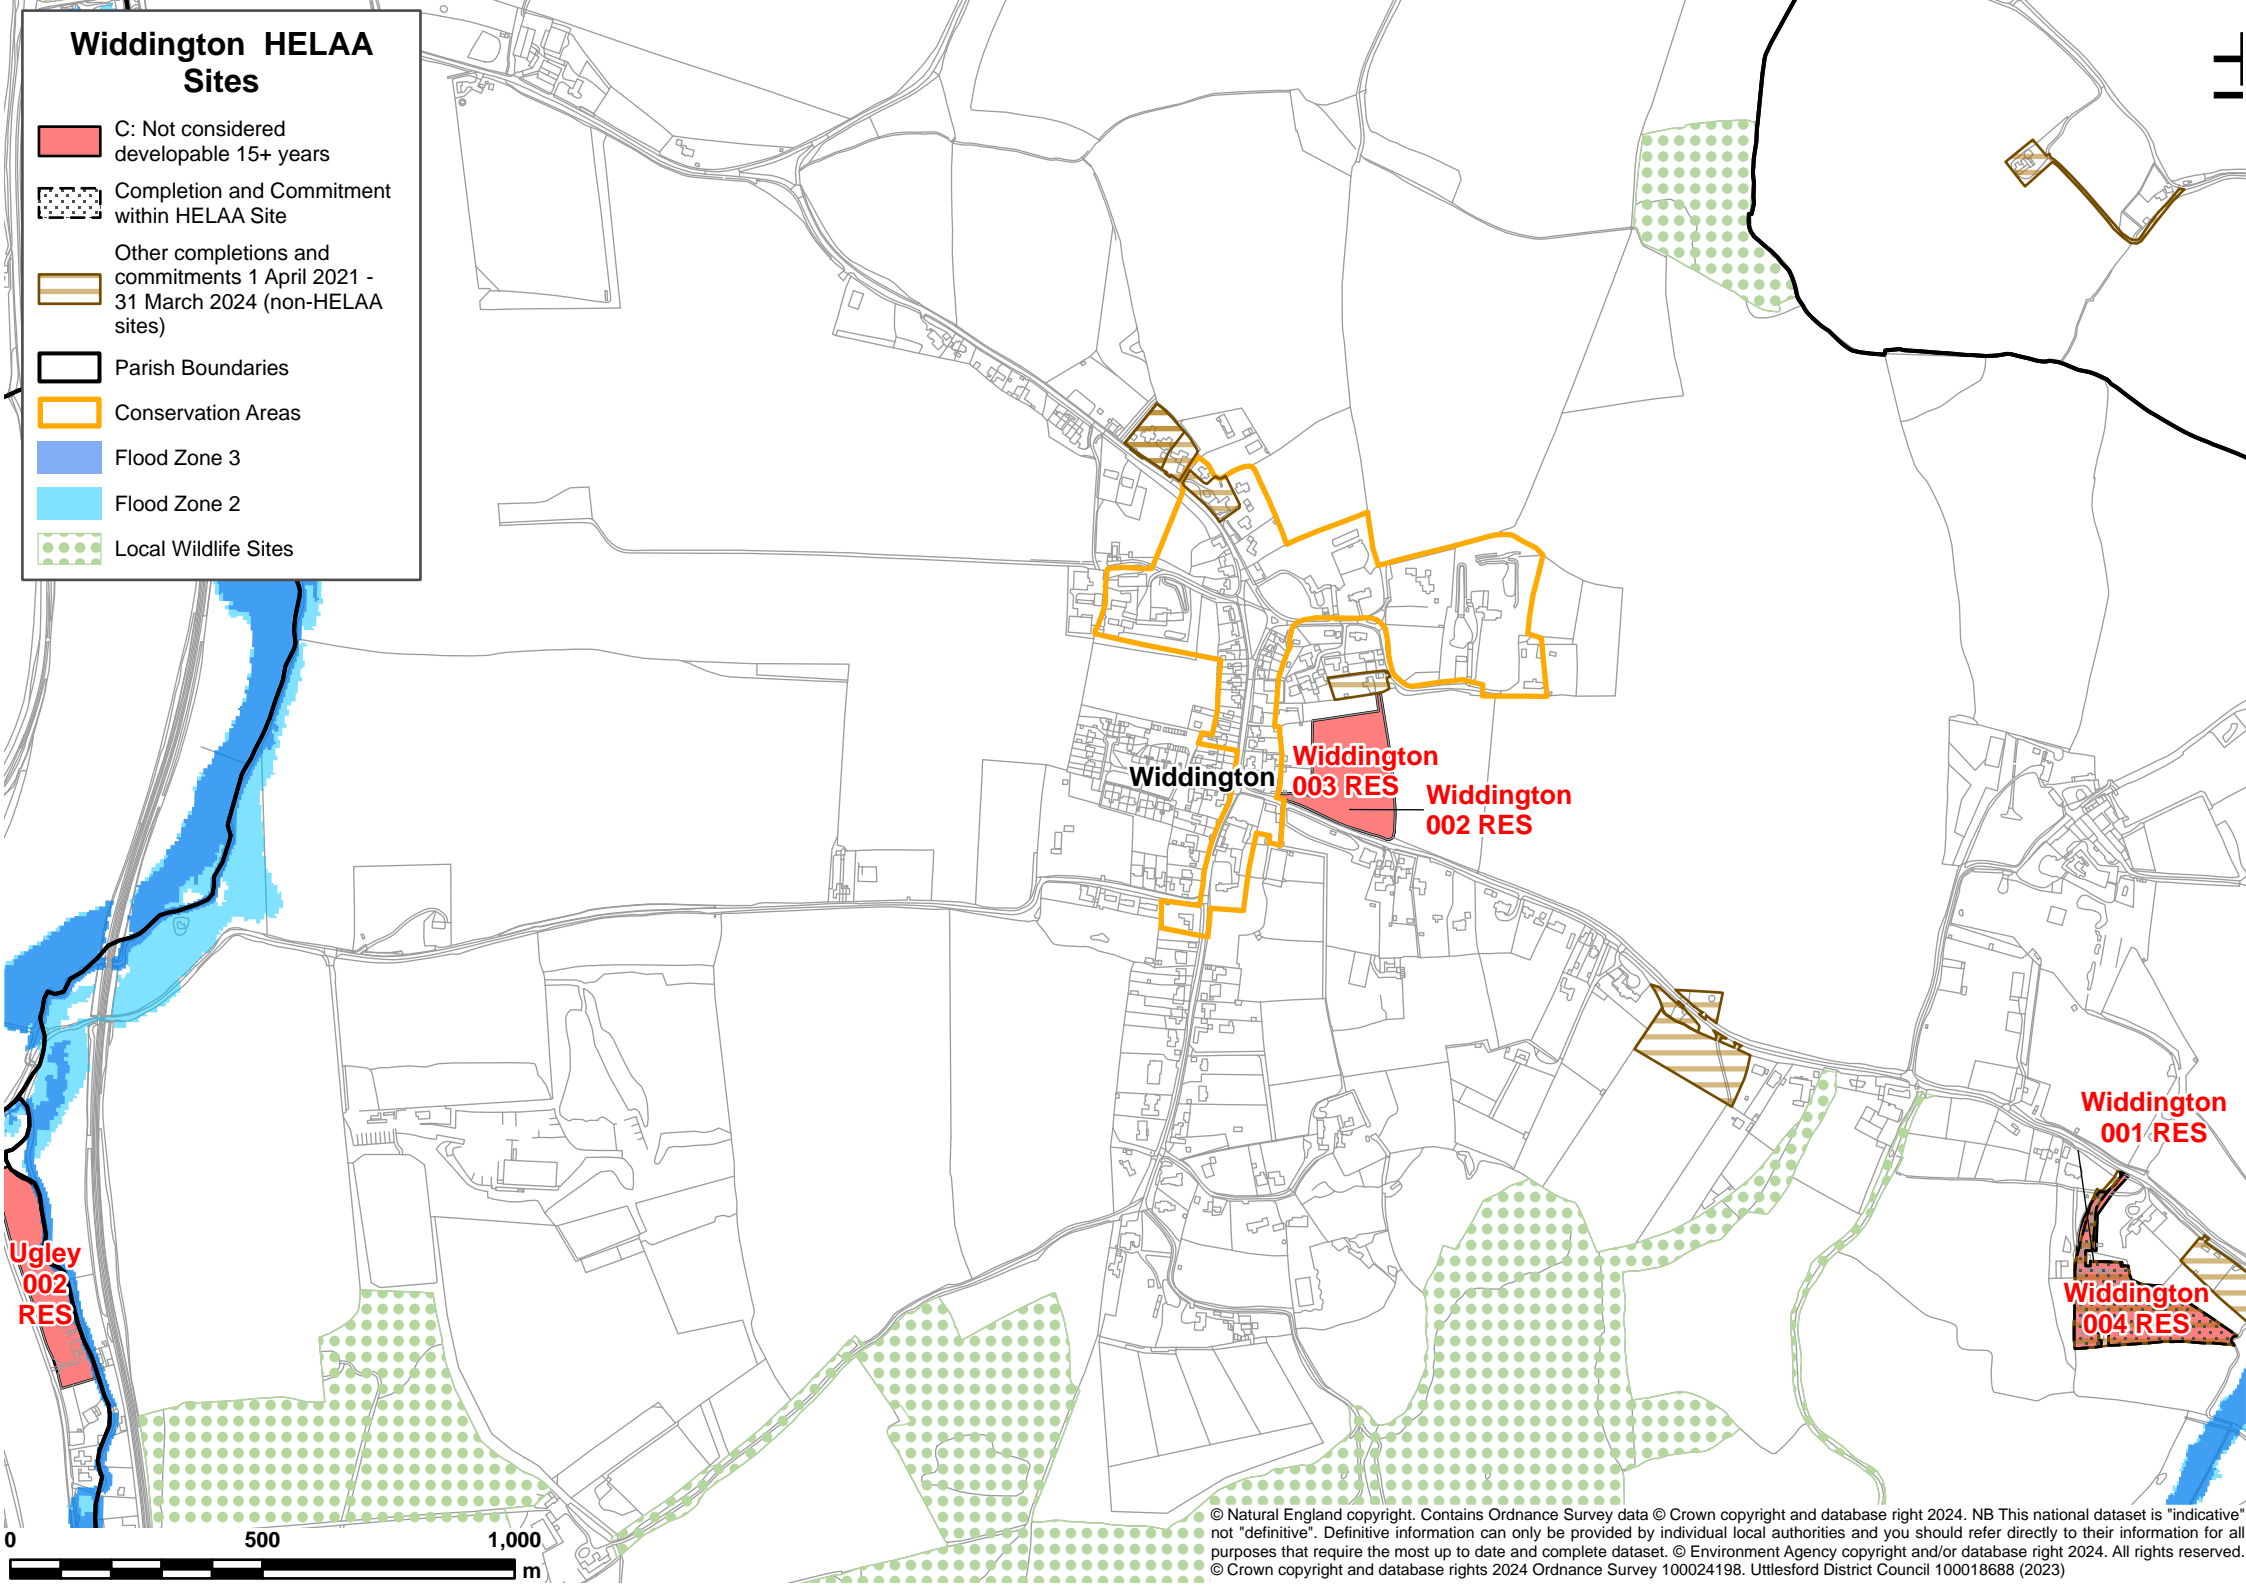 Widdington HELAA
Sites
C: Not considered
developable 15+ years
Completion and Commitment
within HELAA Site
Other completions and
commitments 1 April 2021 -
31 March 2024 (non-HELAA
sites)
Parish Boundaries
Conservation Areas
Flood Zone 3
Flood Zone 2
Local Wildlife Sites
Widdington
Widdington
003 RES
Widdington
002 RES
Widdington
001 RES
Widdington
004 RES
Ugley
002
RES
0 500 1,000
m
© Natural England copyright. Contains Ordnance Survey data © Crown copyright and database right 2024. NB This national dataset is "indicative"
not "definitive". Definitive information can only be provided by individual local authorities and you should refer directly to their information for all
purposes that require the most up to date and complete dataset. © Environment Agency copyright and/or database right 2024. All rights reserved.
© Crown copyright and database rights 2024 Ordnance Survey 100024198. Uttlesford District Council 100018688 (2023)